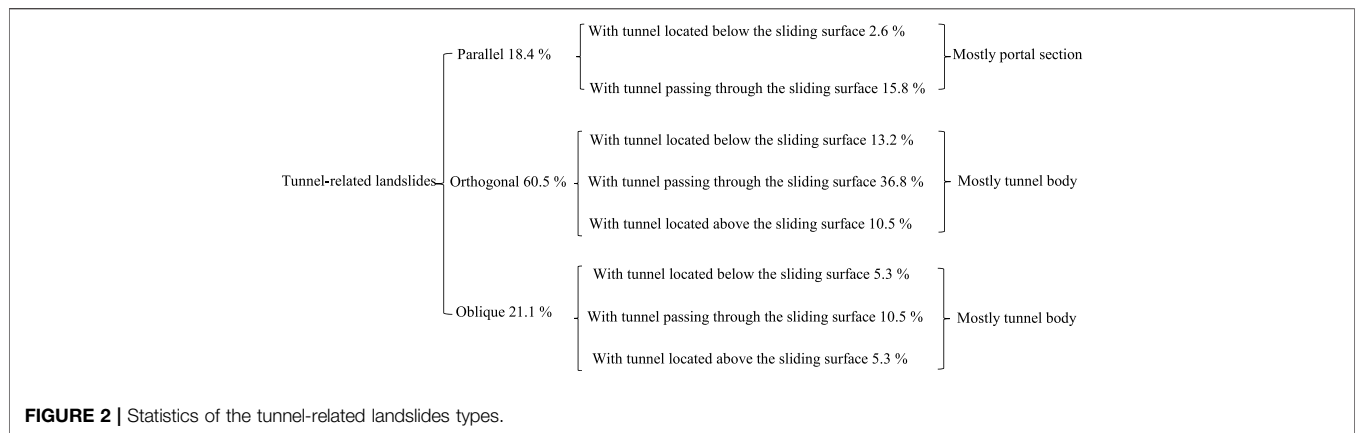 Tunnel-related landslides
Parallel 18.4 %
With tunnel located below the sliding surface 2.6 %
With tunnel passing through the sliding surface 15.8 %
Mostly portal section
Orthogonal 60.5 %
With tunnel located below the sliding surface 13.2 %
With tunnel passing through the sliding surface 36.8 %
With tunnel located above the sliding surface 10.5 %
Mostly tunnel body
Oblique 21.1 %
With tunnel located below the sliding surface 5.3 %
With tunnel passing through the sliding surface 10.5 %
With tunnel located above the sliding surface 5.3 %
Mostly tunnel body
FIGURE 2 | Statistics of the tunnel-related landslides types.